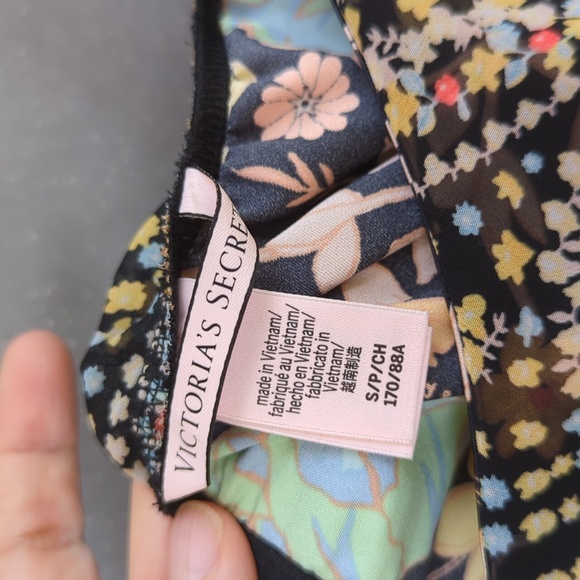 VICTORIA'S SECRE
made in Vietnam/
fabriqué au Vietnam/
hecho en Vietnam/
fabbricato in
Vietnam/
越南制造
S/P/CH
170/88A